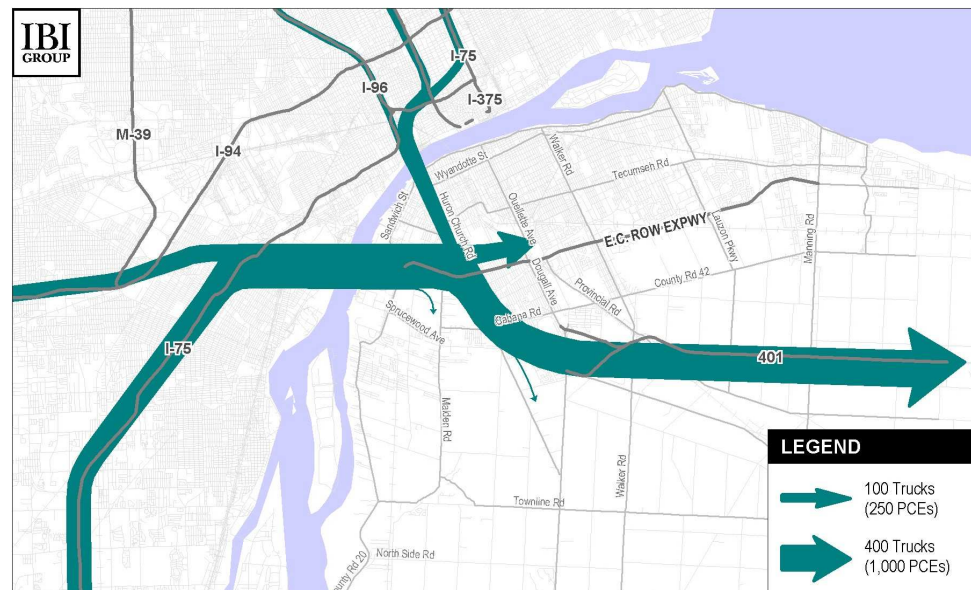 IBI
GROUP
I-75
I-96
I-375
M-39
I-94
Wyandotte St
Walker Rd
Tecumseh Rd
Sandwich St
Huron Church Rd
Ouellette Ave
E.C. ROW EXPWY
Lauzon Pkwy
Manning Rd
Dougall Ave
County Rd 42
Provincial Rd
Cabana Rd
Sprucewood Ave
I-75
401
Malden Rd
Walker Rd
Townline Rd
North Side Rd
ounty Rd 20
LEGEND
100 Trucks
(250 PCEs)
400 Trucks
(1,000 PCEs)